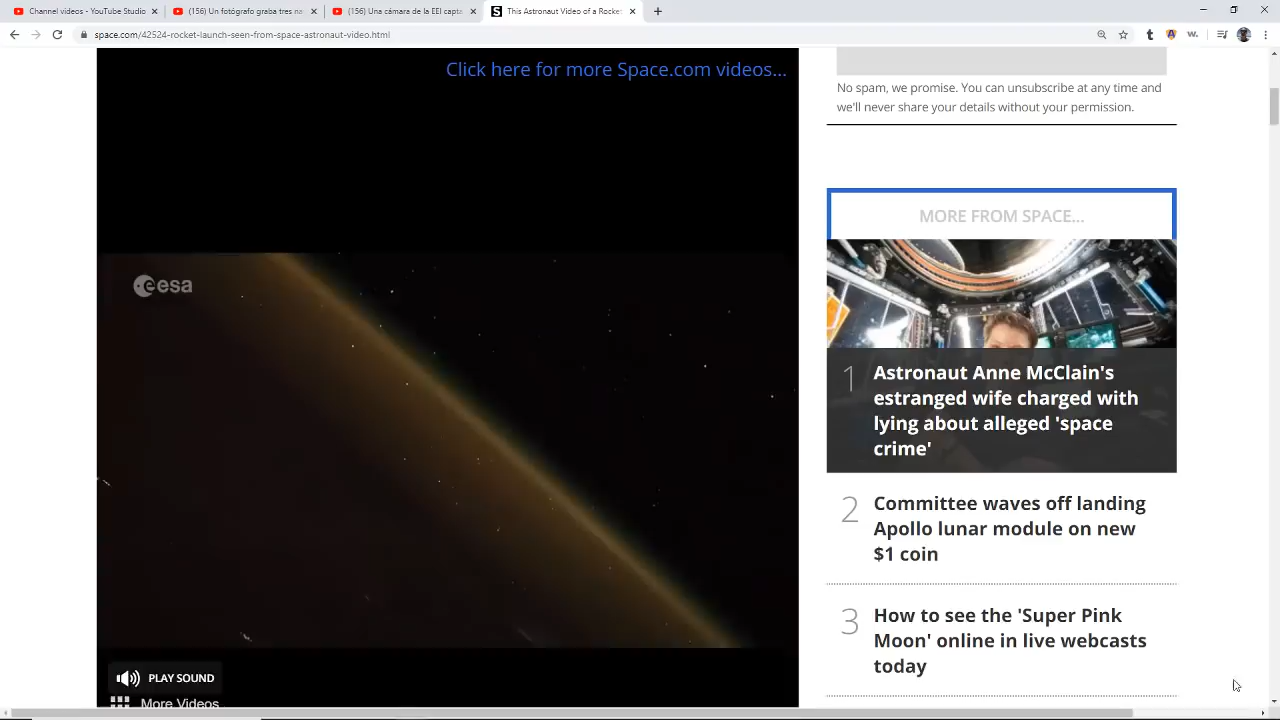 Channel videos - YouTube Studio
(156) Un fotógrafo graba tres na
(156) Una cámara de la EEI capta
This Astronaut Video of a Rocke
space.com/42524-rocket-launch-seen-from-space-astronaut-video.html
Click here for more Space.com videos...
esa
PLAY SOUND
More Videos
No spam, we promise. You can unsubscribe at any time and
we'll never share your details without your permission.
MORE FROM SPACE...
1
Astronaut Anne McClain's
estranged wife charged with
lying about alleged 'space
crime'
2
Committee waves off landing
Apollo lunar module on new
$1 coin
3
How to see the 'Super Pink
Moon' online in live webcasts
today